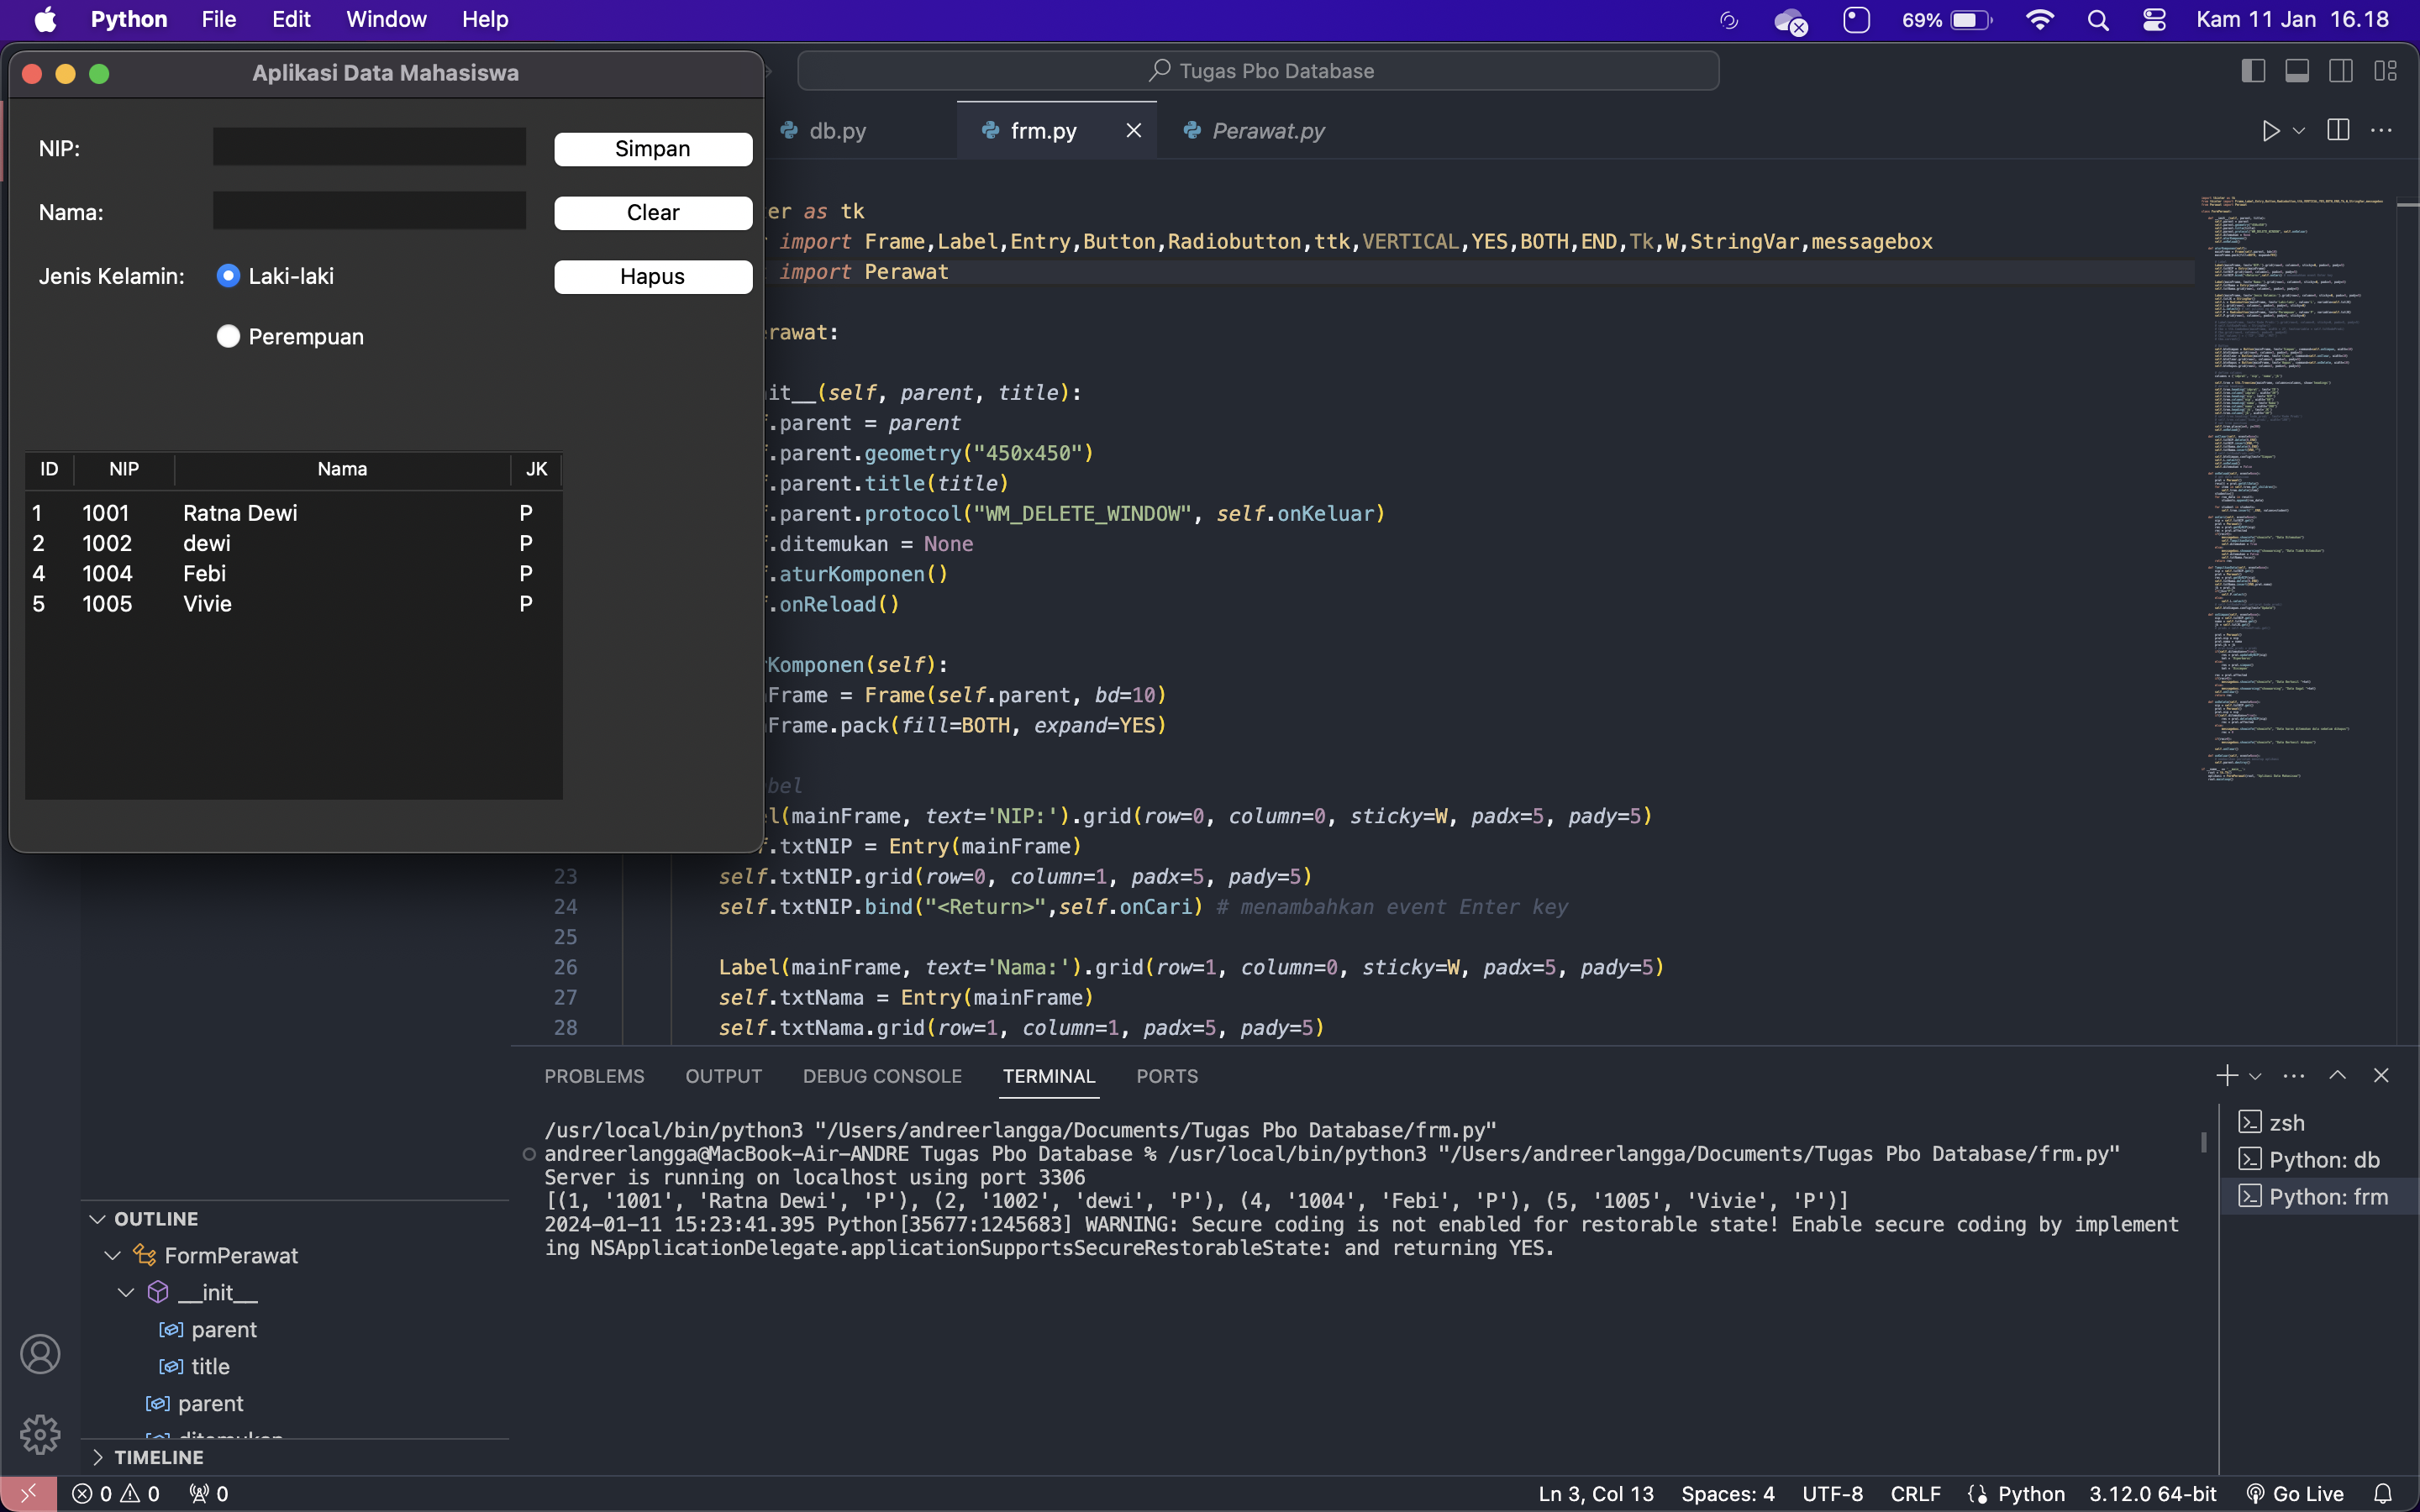 Python File Edit Window Help 69% Kam 11 Jan 16.18
Aplikasi Data Mahasiswa
Tugas Pbo Database
db.py frm.py Perawat.py
NIP: Simpan
Nama: Clear
Jenis Kelamin: Laki-laki Hapus
Perempuan
ID NIP Nama JK
1 1001 Ratna Dewi P
2 1002 dewi P
4 1004 Febi P
5 1005 Vivie P
er as tk
import Frame,Label,Entry,Button,Radiobutton,ttk,VERTICAL,YES,BOTH,END,Tk,W,StringVar,messagebox
import Perawat
erawat:
it__(self, parent, title):
.parent = parent
.parent.geometry("450x450")
.parent.title(title)
.parent.protocol("WM_DELETE_WINDOW", self.onKeluar)
.ditemukan = None
.aturKomponen()
.onReload()
Komponen(self):
Frame = Frame(self.parent, bd=10)
Frame.pack(fill=BOTH, expand=YES)
bel
l(mainFrame, text='NIP:').grid(row=0, column=0, sticky=W, padx=5, pady=5)
.txtNIP = Entry(mainFrame)
23 self.txtNIP.grid(row=0, column=1, padx=5, pady=5)
24 self.txtNIP.bind("<Return>",self.onCari) # menambahkan event Enter key
25
26 Label(mainFrame, text='Nama:').grid(row=1, column=0, sticky=W, padx=5, pady=5)
27 self.txtNama = Entry(mainFrame)
28 self.txtNama.grid(row=1, column=1, padx=5, pady=5)
PROBLEMS OUTPUT DEBUG CONSOLE TERMINAL PORTS
/usr/local/bin/python3 "/Users/andreerlangga/Documents/Tugas Pbo Database/frm.py"
andreerlangga@MacBook-Air-ANDRE Tugas Pbo Database % /usr/local/bin/python3 "/Users/andreerlangga/Documents/Tugas Pbo Database/frm.py"
Server is running on localhost using port 3306
[(1, '1001', 'Ratna Dewi', 'P'), (2, '1002', 'dewi', 'P'), (4, '1004', 'Febi', 'P'), (5, '1005', 'Vivie', 'P')]
2024-01-11 15:23:41.395 Python[35677:1245683] WARNING: Secure coding is not enabled for restorable state! Enable secure coding by implement
ing NSApplicationDelegate.applicationSupportsSecureRestorableState: and returning YES.
zsh
Python: db
Python: frm
OUTLINE
FormPerawat
__init__
parent
title
parent
ditemukan
TIMELINE
0 0 0 Ln 3, Col 13 Spaces: 4 UTF-8 CRLF Python 3.12.0 64-bit Go Live